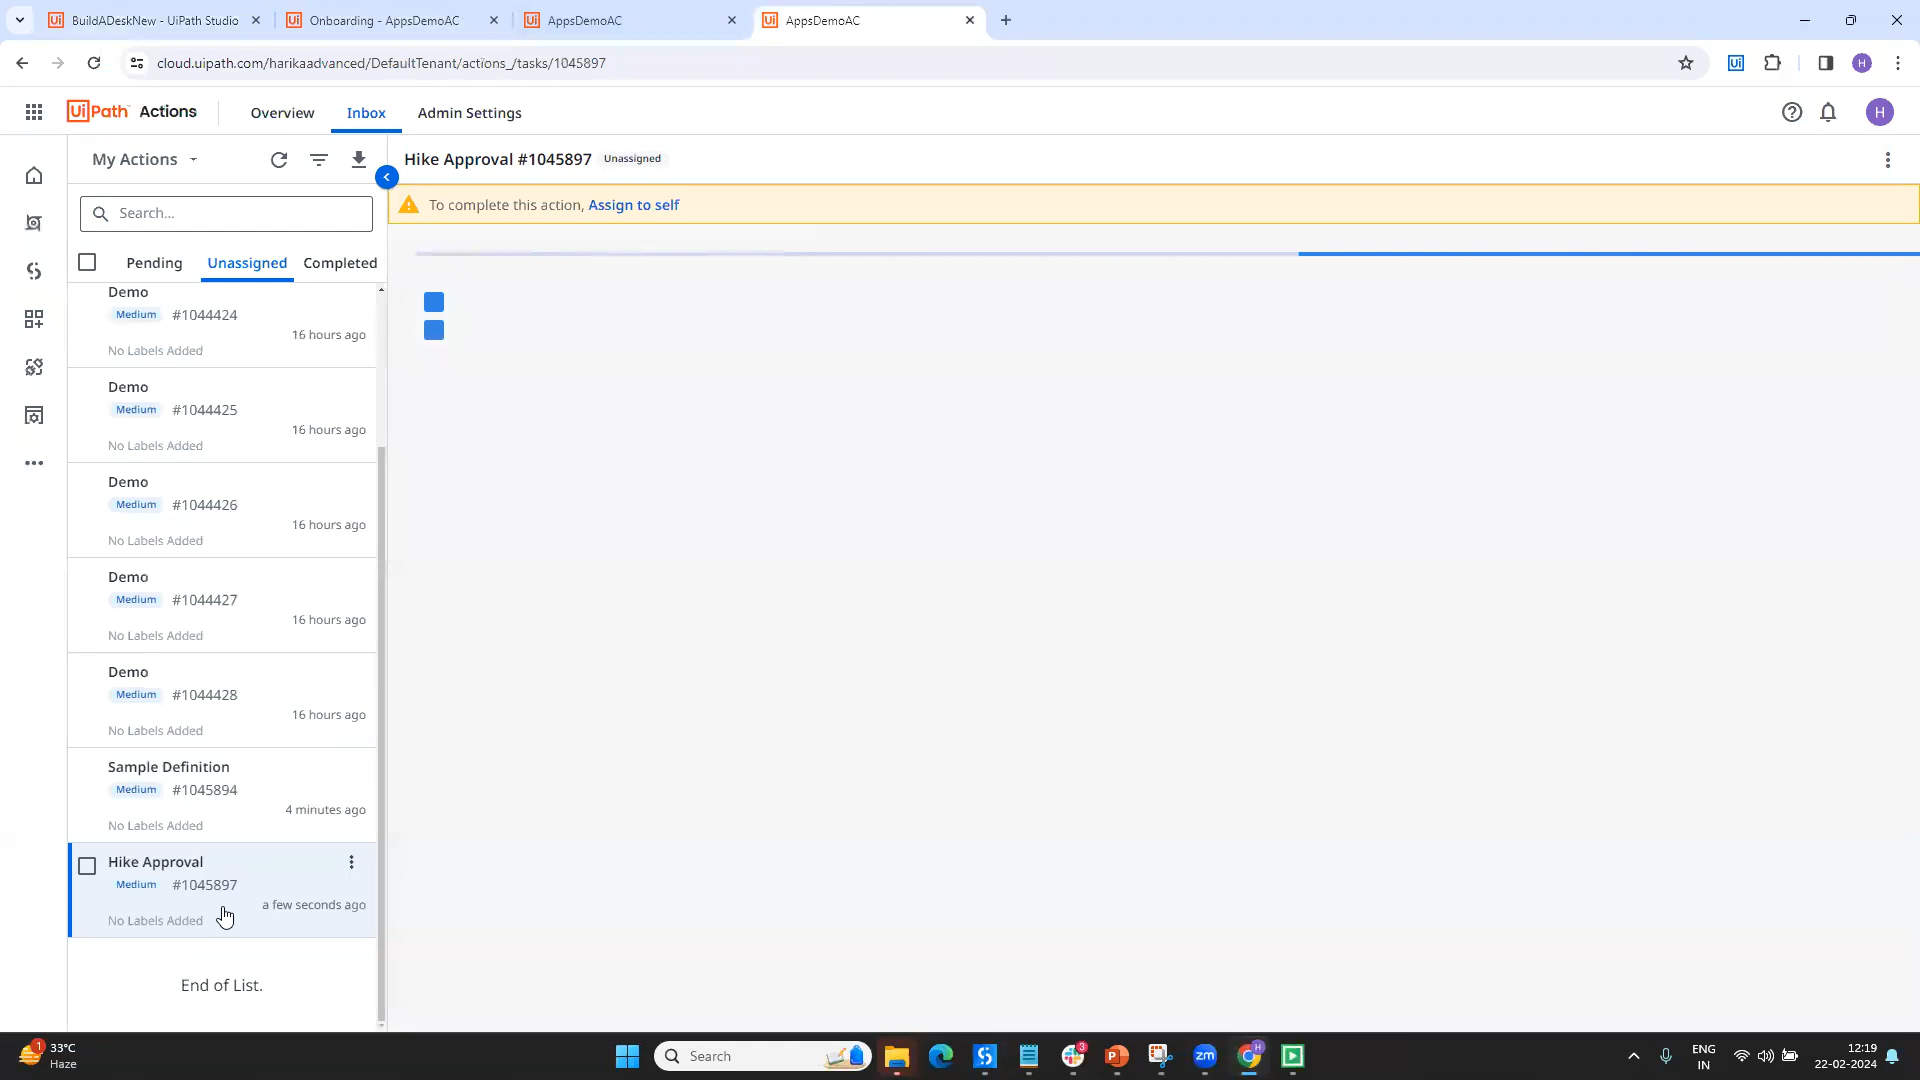 BuildADeskNew - UiPath Studio
Onboarding - AppsDemoAC
AppsDemoAC
AppsDemoAC
cloud.uipath.com/harikaadvanced/DefaultTenant/actions_/tasks/1045897
Ui
H
UiPath Actions
Overview
Inbox
Admin Settings
H
My Actions
Hike Approval #1045897
Unassigned
Search...
To complete this action, Assign to self
Pending
Unassigned
Completed
Demo
Medium #1044424
16 hours ago
No Labels Added
Demo
Medium #1044425
16 hours ago
No Labels Added
Demo
Medium #1044426
16 hours ago
No Labels Added
Demo
Medium #1044427
16 hours ago
No Labels Added
Demo
Medium #1044428
16 hours ago
No Labels Added
Sample Definition
Medium #1045894
4 minutes ago
No Labels Added
Hike Approval
Medium #1045897
a few seconds ago
No Labels Added
End of List.
1
33°C
Haze
Search
3
zm
ENG
IN
12:19
22-02-2024